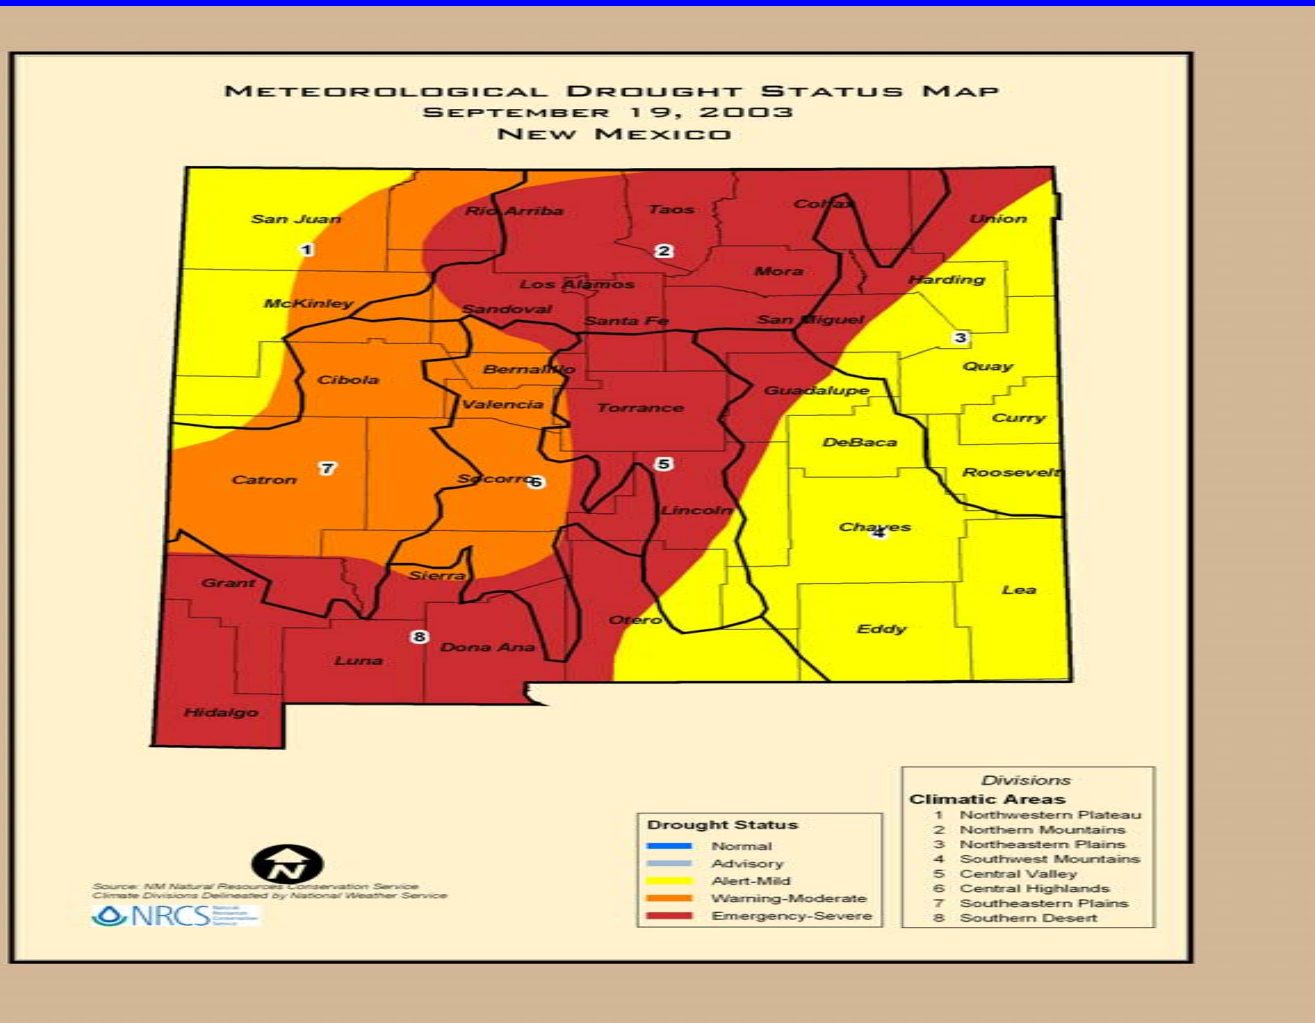 METEOROLOGICAL DROUGHT STATUS MAP
SEPTEMBER 19, 2003
NEW MEXICO
San Juan
Rio Arriba
Taos
Colfax
Union
1
2
Mora
Harding
Los Alamos
McKinley
Sandoval
Santa Fe
San Miguel
3
Quay
Bernalillo
Cibola
Guadalupe
Valencia
Torrance
Curry
DeBaca
7
5
Roosevelt
Catron
Socorro
6
Lincoln
Chaves
4
Sierra
Grant
Lea
Otero
Eddy
8
Dona Ana
Luna
Hidalgo
Divisions
Climatic Areas
1 Northwestern Plateau
2 Northern Mountains
3 Northeastern Plains
4 Southwest Mountains
5 Central Valley
6 Central Highlands
7 Southeastern Plains
8 Southern Desert
Drought Status
Normal
Advisory
Alert-Mild
Warning-Moderate
Emergency-Severe
N
Source: NM Natural Resources Conservation Service
Climate Divisions Delineated by National Weather Service
NRCS
Natural
Resources
Conservation
Service